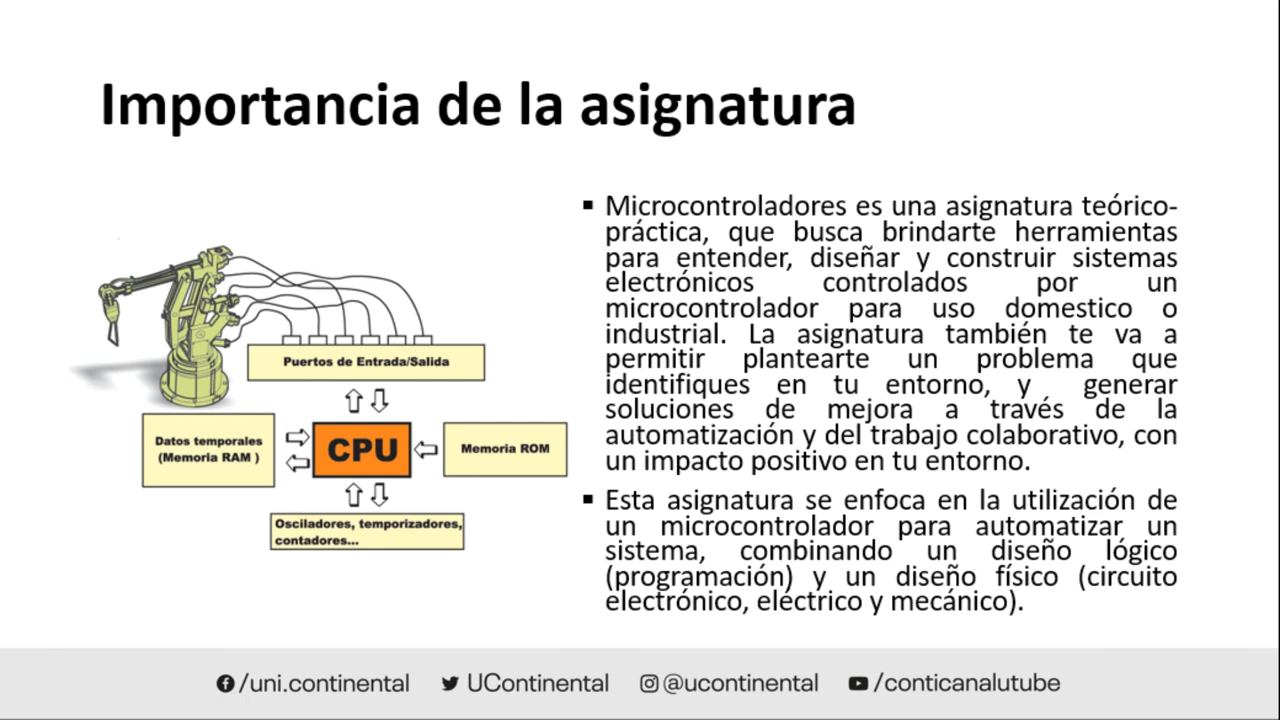 Importancia de la asignatura
Puertos de Entrada/Salida
Datos temporales
(Memoria RAM )
CPU
Memoria ROM
Osciladores, temporizadores,
contadores...
▪ Microcontroladores es una asignatura teórico-
práctica, que busca brindarte herramientas
para entender, diseñar y construir sistemas
electrónicos controlados por un
microcontrolador para uso domestico o
industrial. La asignatura también te va a
permitir plantearte un problema que
identifiques en tu entorno, y generar
soluciones de mejora a través de la
automatización y del trabajo colaborativo, con
un impacto positivo en tu entorno.
▪ Esta asignatura se enfoca en la utilización de
un microcontrolador para automatizar un
sistema, combinando un diseño lógico
(programación) y un diseño físico (circuito
electrónico, eléctrico y mecánico).
/uni.continental UContinental @ucontinental /conticanalutube